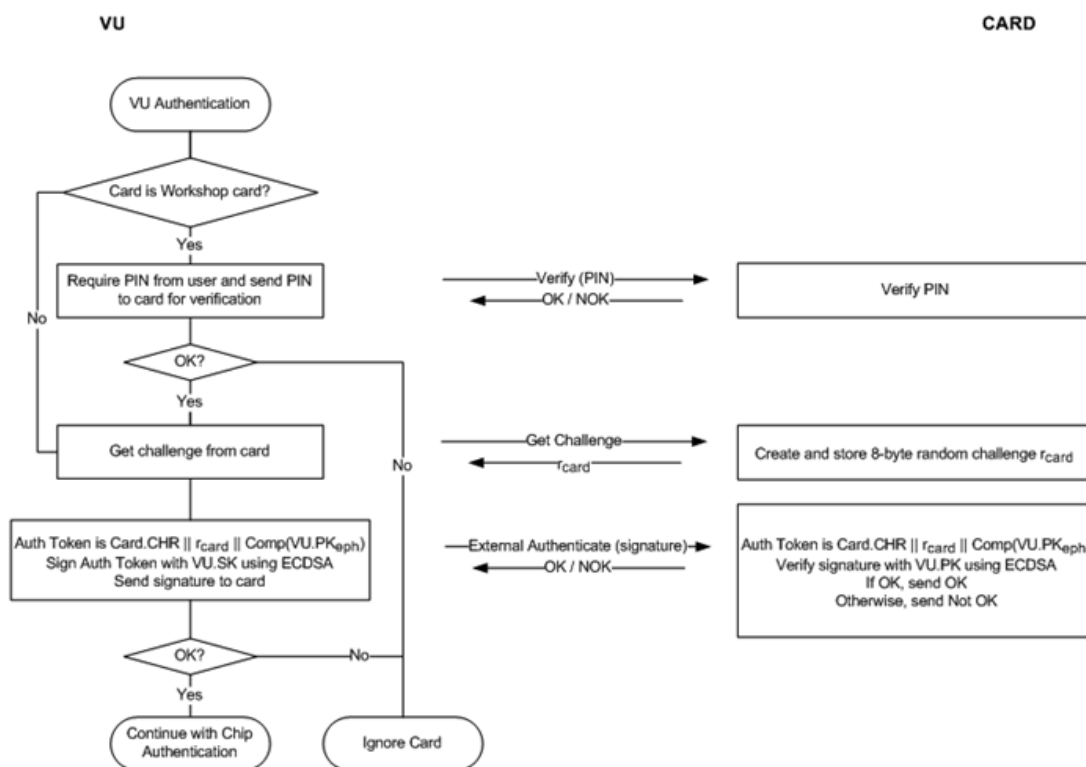 VU
CARD
VU Authentication
Card is Workshop card?
Yes
Require PIN from user and send PIN
to card for verification
Verify (PIN)
OK / NOK
Verify PIN
No
OK?
Yes
Get challenge from card
No
Get Challenge
rcard
Create and store 8-byte random challenge rcard
Auth Token is Card.CHR || rcard || Comp(VU.PKeph)
Sign Auth Token with VU.SK using ECDSA
Send signature to card
External Authenticate (signature)
OK / NOK
Auth Token is Card.CHR || rcard || Comp(VU.PKeph
Verify signature with VU.PK using ECDSA
If OK, send OK
Otherwise, send Not OK
OK?
No
Yes
Continue with Chip
Authentication
Ignore Card